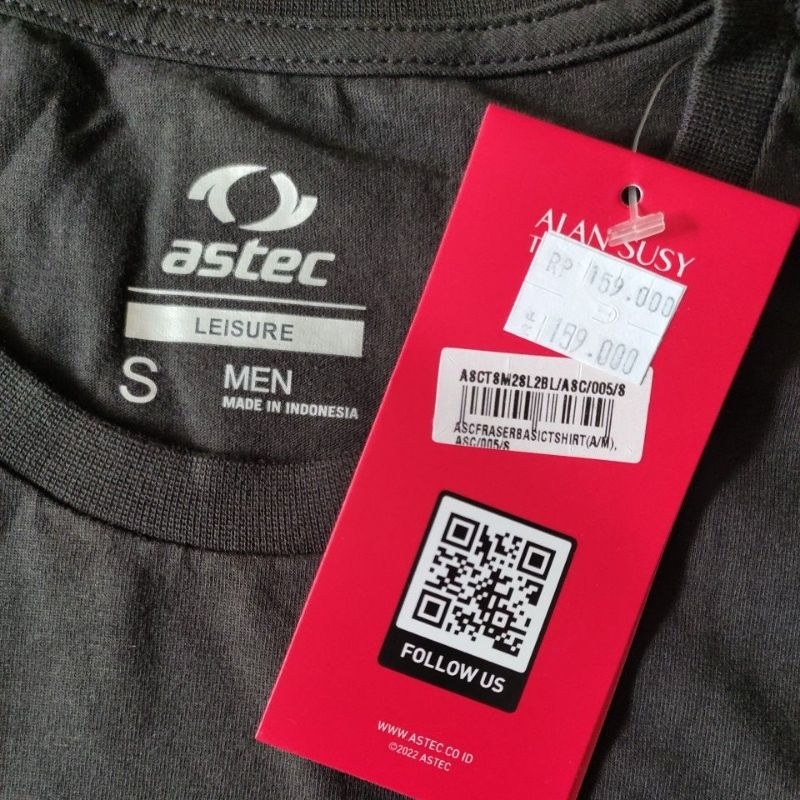 astec
LEISURE
S
MEN
MADE IN INDONESIA
ALAN SUSY
RP 159.000
159.000
ASCTSM2SL2BL/ASC/005/S
ASCFRASERBASICTSHIRT(A/M),
ASC/005/S
FOLLOW US
WWW.ASTEC.CO.ID
©2022 ASTEC